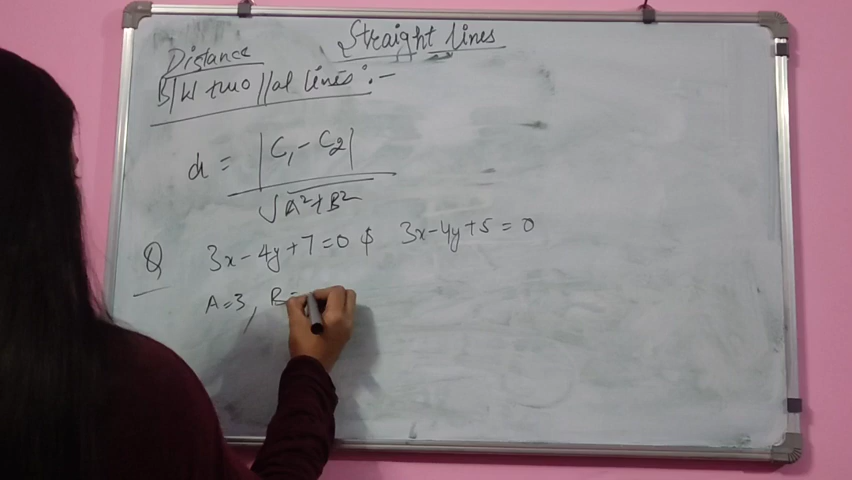 Straight lines
Distance
B/W two //al lines :-
d = |C₁ - C₂|
√A²+B²
Q 3x - 4y + 7 = 0 & 3x - 4y + 5 = 0
A = 3, B =